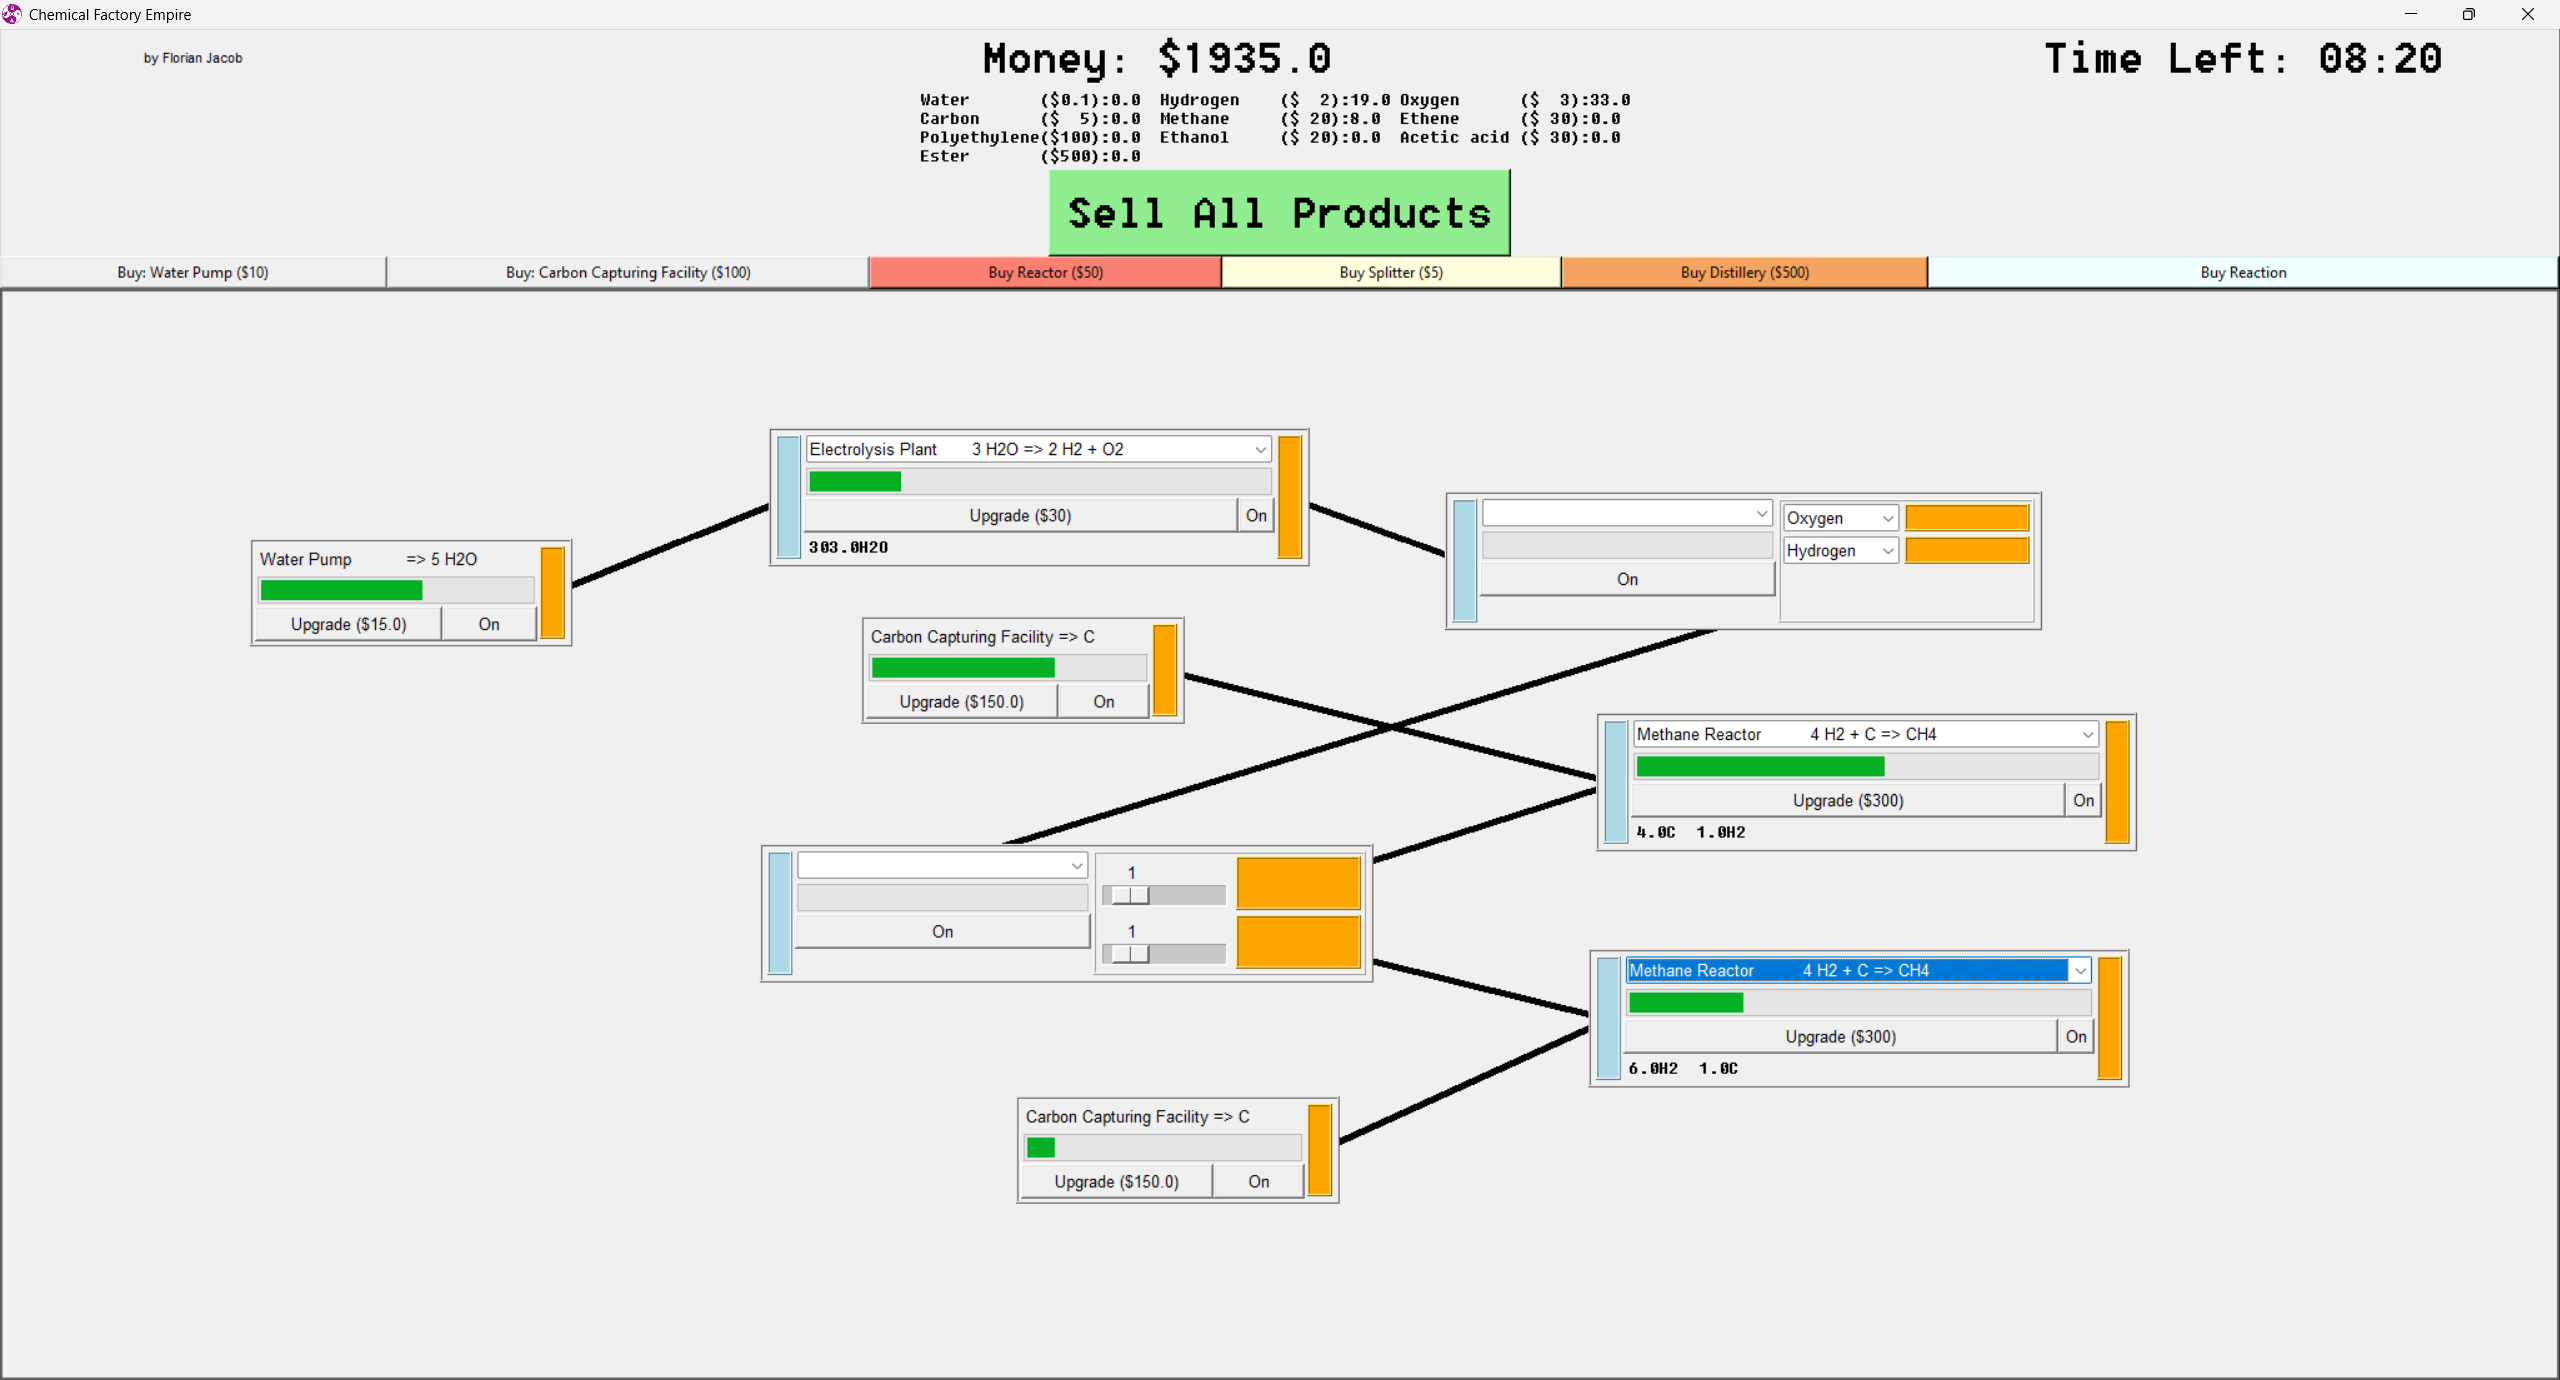 Chemical Factory Empire
by Florian Jacob
Money: $1935.0
Time Left: 08:20
Water ($0.1):0.0 Hydrogen ($ 2):19.0 Oxygen ($ 3):33.0
Carbon ($ 5):0.0 Methane ($ 20):8.0 Ethene ($ 30):0.0
Polyethylene($100):0.0 Ethanol ($ 20):0.0 Acetic acid ($ 30):0.0
Ester ($500):0.0
Sell All Products
Buy: Water Pump ($10) Buy: Carbon Capturing Facility ($100) Buy Reactor ($50) Buy Splitter ($5) Buy Distillery ($500) Buy Reaction
Electrolysis Plant 3 H2O => 2 H2 + O2
Upgrade ($30) On
303.0H2O
Oxygen
Hydrogen
On
Water Pump => 5 H2O
Upgrade ($15.0) On
Carbon Capturing Facility => C
Upgrade ($150.0) On
Methane Reactor 4 H2 + C => CH4
Upgrade ($300) On
4.0C 1.0H2
1
On
1
Methane Reactor 4 H2 + C => CH4
Upgrade ($300) On
6.0H2 1.0C
Carbon Capturing Facility => C
Upgrade ($150.0) On